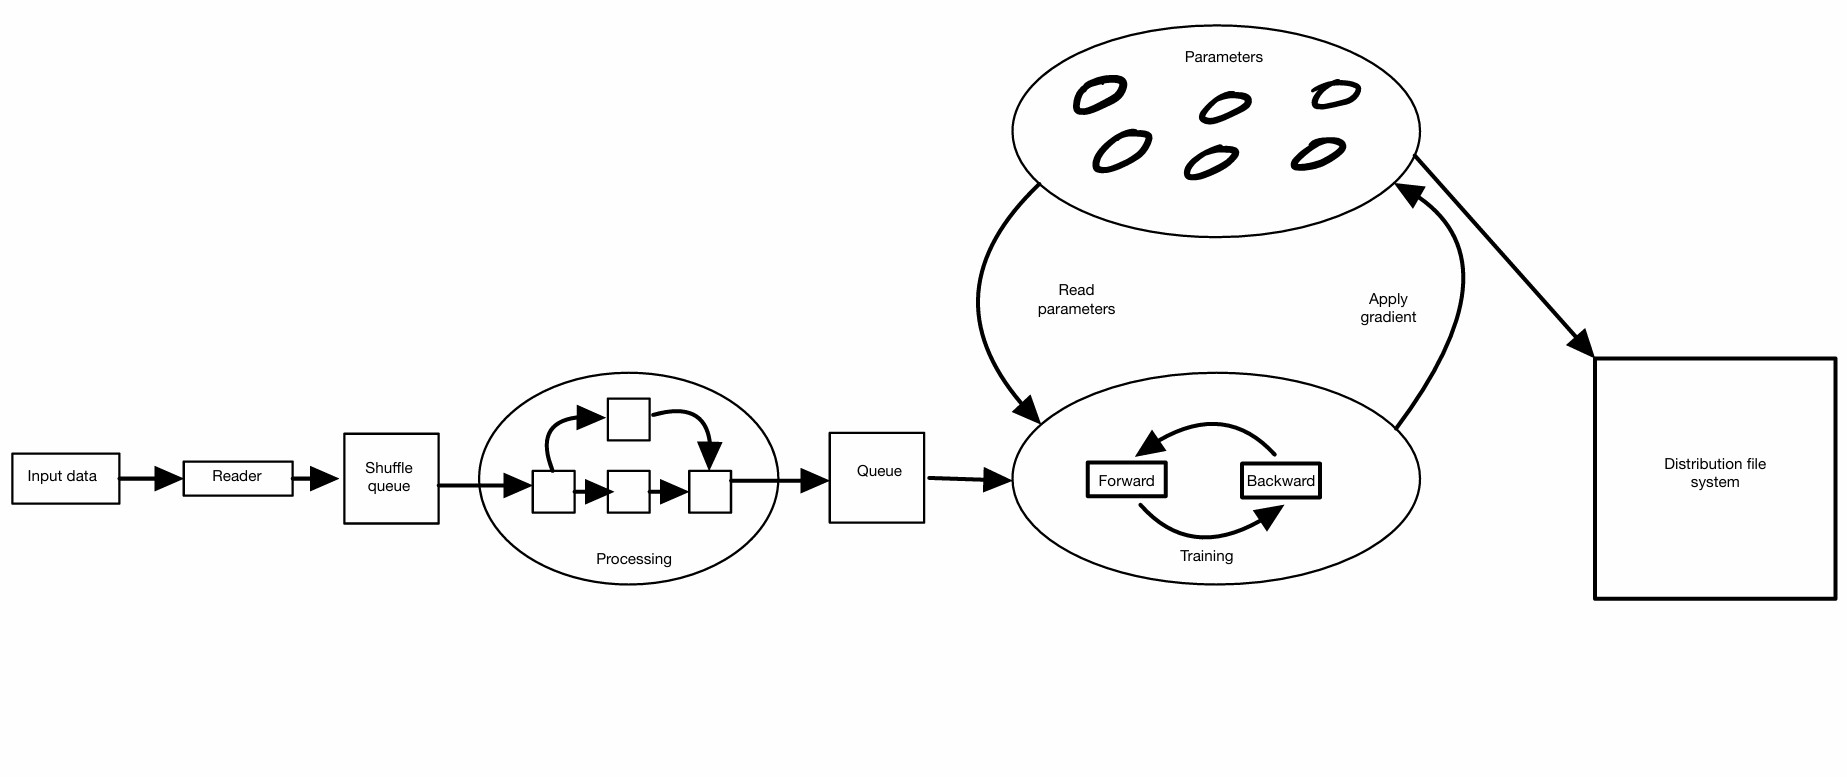 Parameters
Read
parameters
Apply
gradient
Input data
Reader
Shuffle
queue
Processing
Queue
Forward
Backward
Training
Distribution file
system